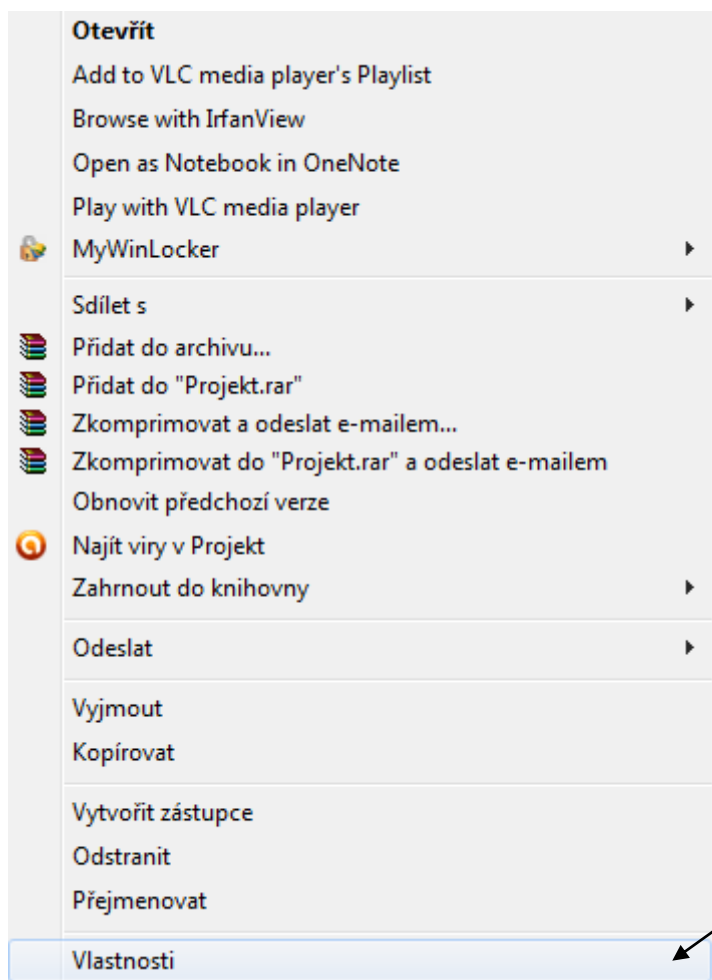 Otevřít
Add to VLC media player's Playlist
Browse with IrfanView
Open as Notebook in OneNote
Play with VLC media player
MyWinLocker
Sdílet s
Přidat do archivu...
Přidat do "Projekt.rar"
Zkomprimovat a odeslat e-mailem...
Zkomprimovat do "Projekt.rar" a odeslat e-mailem
Obnovit předchozí verze
Najít viry v Projekt
Zahrnout do knihovny
Odeslat
Vyjmout
Kopírovat
Vytvořit zástupce
Odstranit
Přejmenovat
Vlastnosti